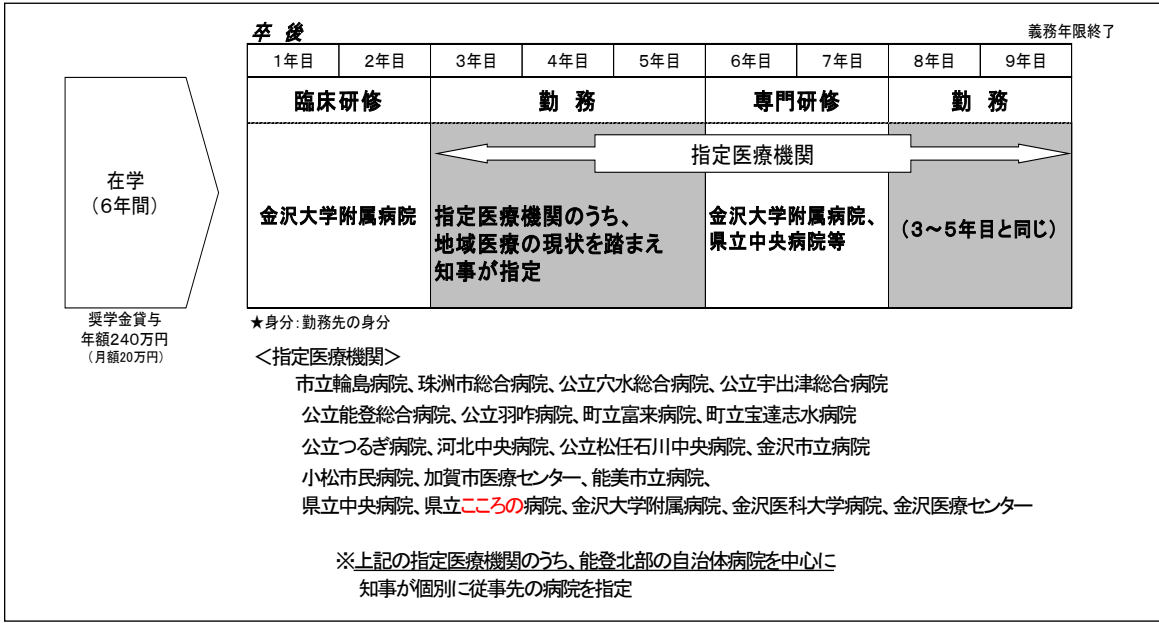 卒 後
義務年限終了
1年目 2年目 3年目 4年目 5年目 6年目 7年目 8年目 9年目
臨床研修 勤 務 専門研修 勤 務
指定医療機関
在学
(6年間)
金沢大学附属病院
指定医療機関のうち、
地域医療の現状を踏まえ
知事が指定
金沢大学附属病院、
県立中央病院等
(3~5年目と同じ)
奨学金貸与
年額240万円
(月額20万円)
★身分:勤務先の身分
<指定医療機関>
市立輪島病院、珠洲市総合病院、公立穴水総合病院、公立宇出津総合病院
公立能登総合病院、公立羽咋病院、町立富来病院、町立宝達志水病院
公立つるぎ病院、河北中央病院、公立松任石川中央病院、金沢市立病院
小松市民病院、加賀市医療センター、能美市立病院、
県立中央病院、県立こころの病院、金沢大学附属病院、金沢医科大学病院、金沢医療センター
※上記の指定医療機関のうち、能登北部の自治体病院を中心に
知事が個別に従事先の病院を指定